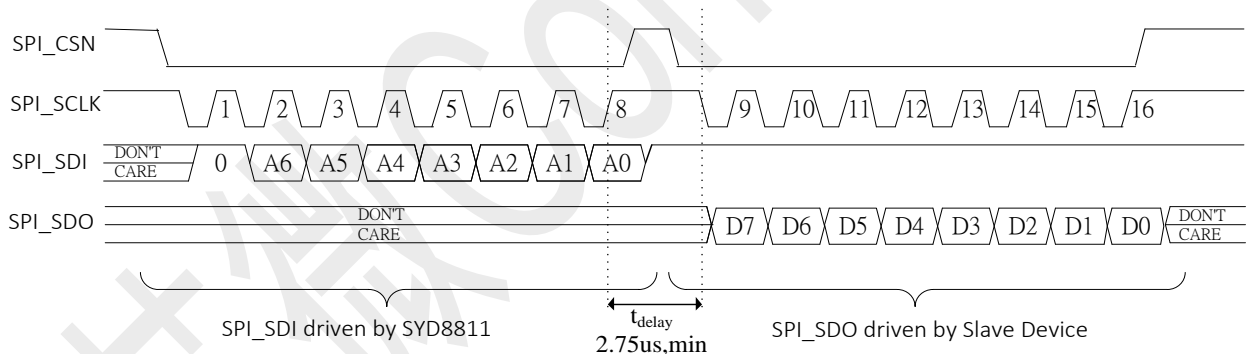 SPI_CSN
SPI_SCLK 1 2 3 4 5 6 7 8 9 10 11 12 13 14 15 16
SPI_SDI DON'T CARE 0 A6 A5 A4 A3 A2 A1 A0
SPI_SDO DON'T CARE D7 D6 D5 D4 D3 D2 D1 D0 DON'T CARE
SPI_SDI driven by SYD8811
tdelay
2.75us,min
SPI_SDO driven by Slave Device